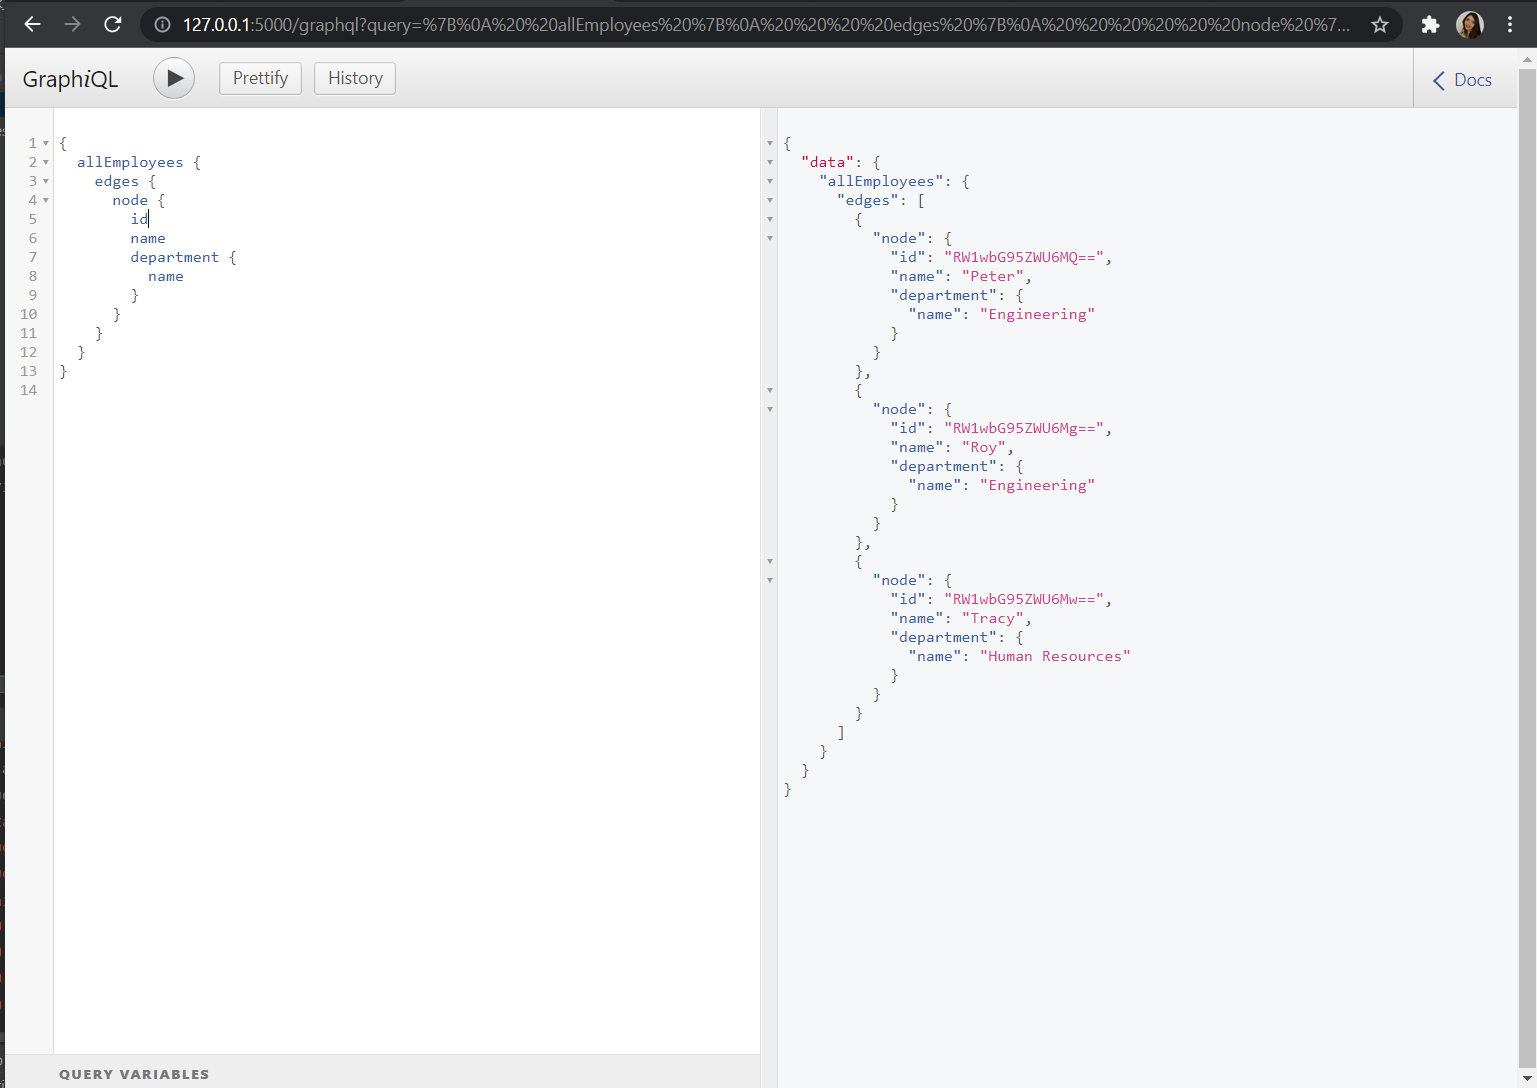 127.0.0.1:5000/graphql?query=%7B%0A%20%20allEmployees%20%7B%0A%20%20%20%20edges%20%7B%0A%20%20%20%20%20%20node%20%7...
GraphiQL
Prettify
History
Docs
1 {
2 allEmployees {
3 edges {
4 node {
5 id
6 name
7 department {
8 name
9 }
10 }
11 }
12 }
13 }
14
QUERY VARIABLES
{
"data": {
"allEmployees": {
"edges": [
{
"node": {
"id": "RW1wbG95ZWU6MQ==",
"name": "Peter",
"department": {
"name": "Engineering"
}
}
},
{
"node": {
"id": "RW1wbG95ZWU6Mg==",
"name": "Roy",
"department": {
"name": "Engineering"
}
}
},
{
"node": {
"id": "RW1wbG95ZWU6Mw==",
"name": "Tracy",
"department": {
"name": "Human Resources"
}
}
}
]
}
}
}